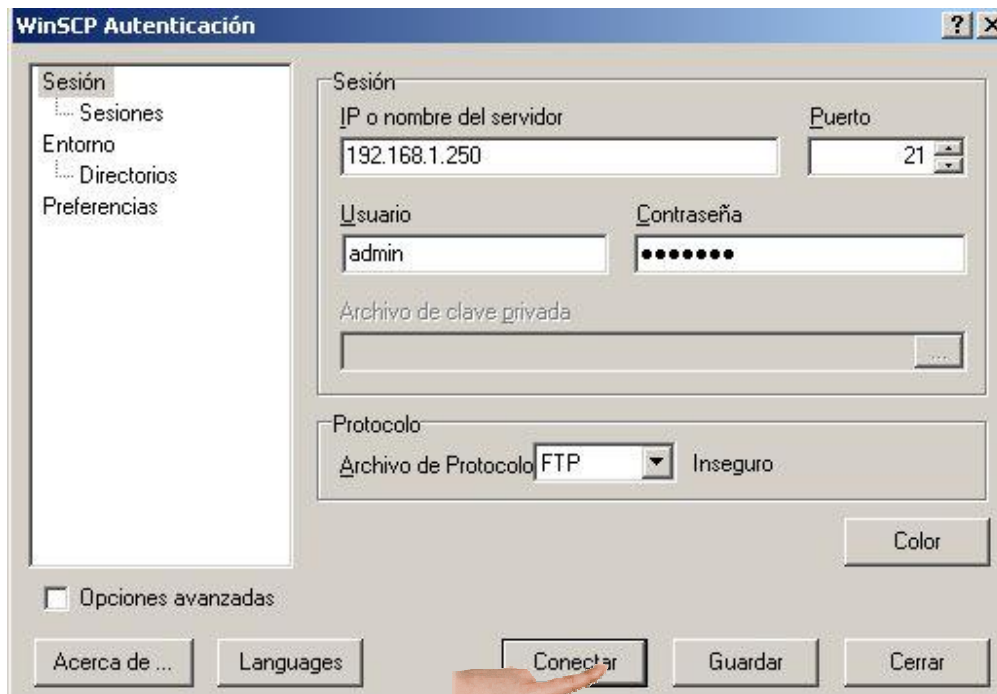 WinSCP Autenticación
Sesión
Sesiones
Entorno
Directorios
Preferencias
Sesión
IP o nombre del servidor
Puerto
192.168.1.250
21
Usuario
Contraseña
admin
●●●●●●●
Archivo de clave privada
...
Protocolo
Archivo de Protocolo FTP Inseguro
Color
Opciones avanzadas
Acerca de ...
Languages
Conectar
Guardar
Cerrar